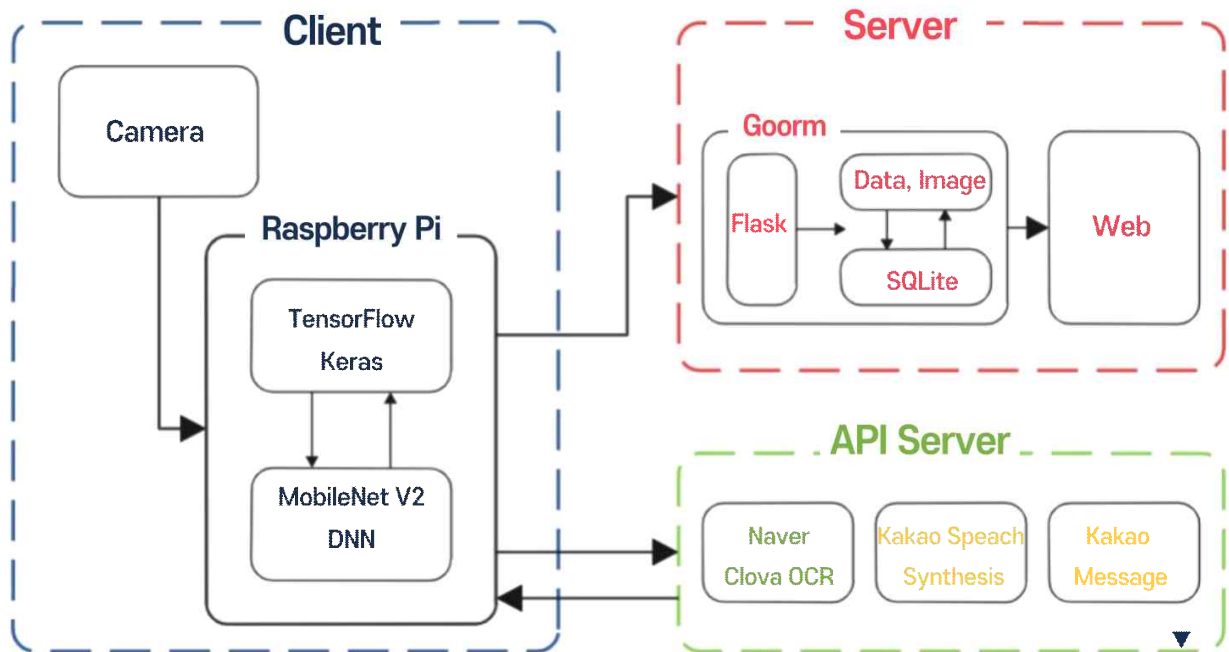 Client
Camera
Raspberry Pi
TensorFlow
Keras
MobileNet V2
DNN
Server
Goorm
Flask
Data, Image
SQLite
Web
API Server
Naver
Clova OCR
Kakao Speach
Synthesis
Kakao
Message